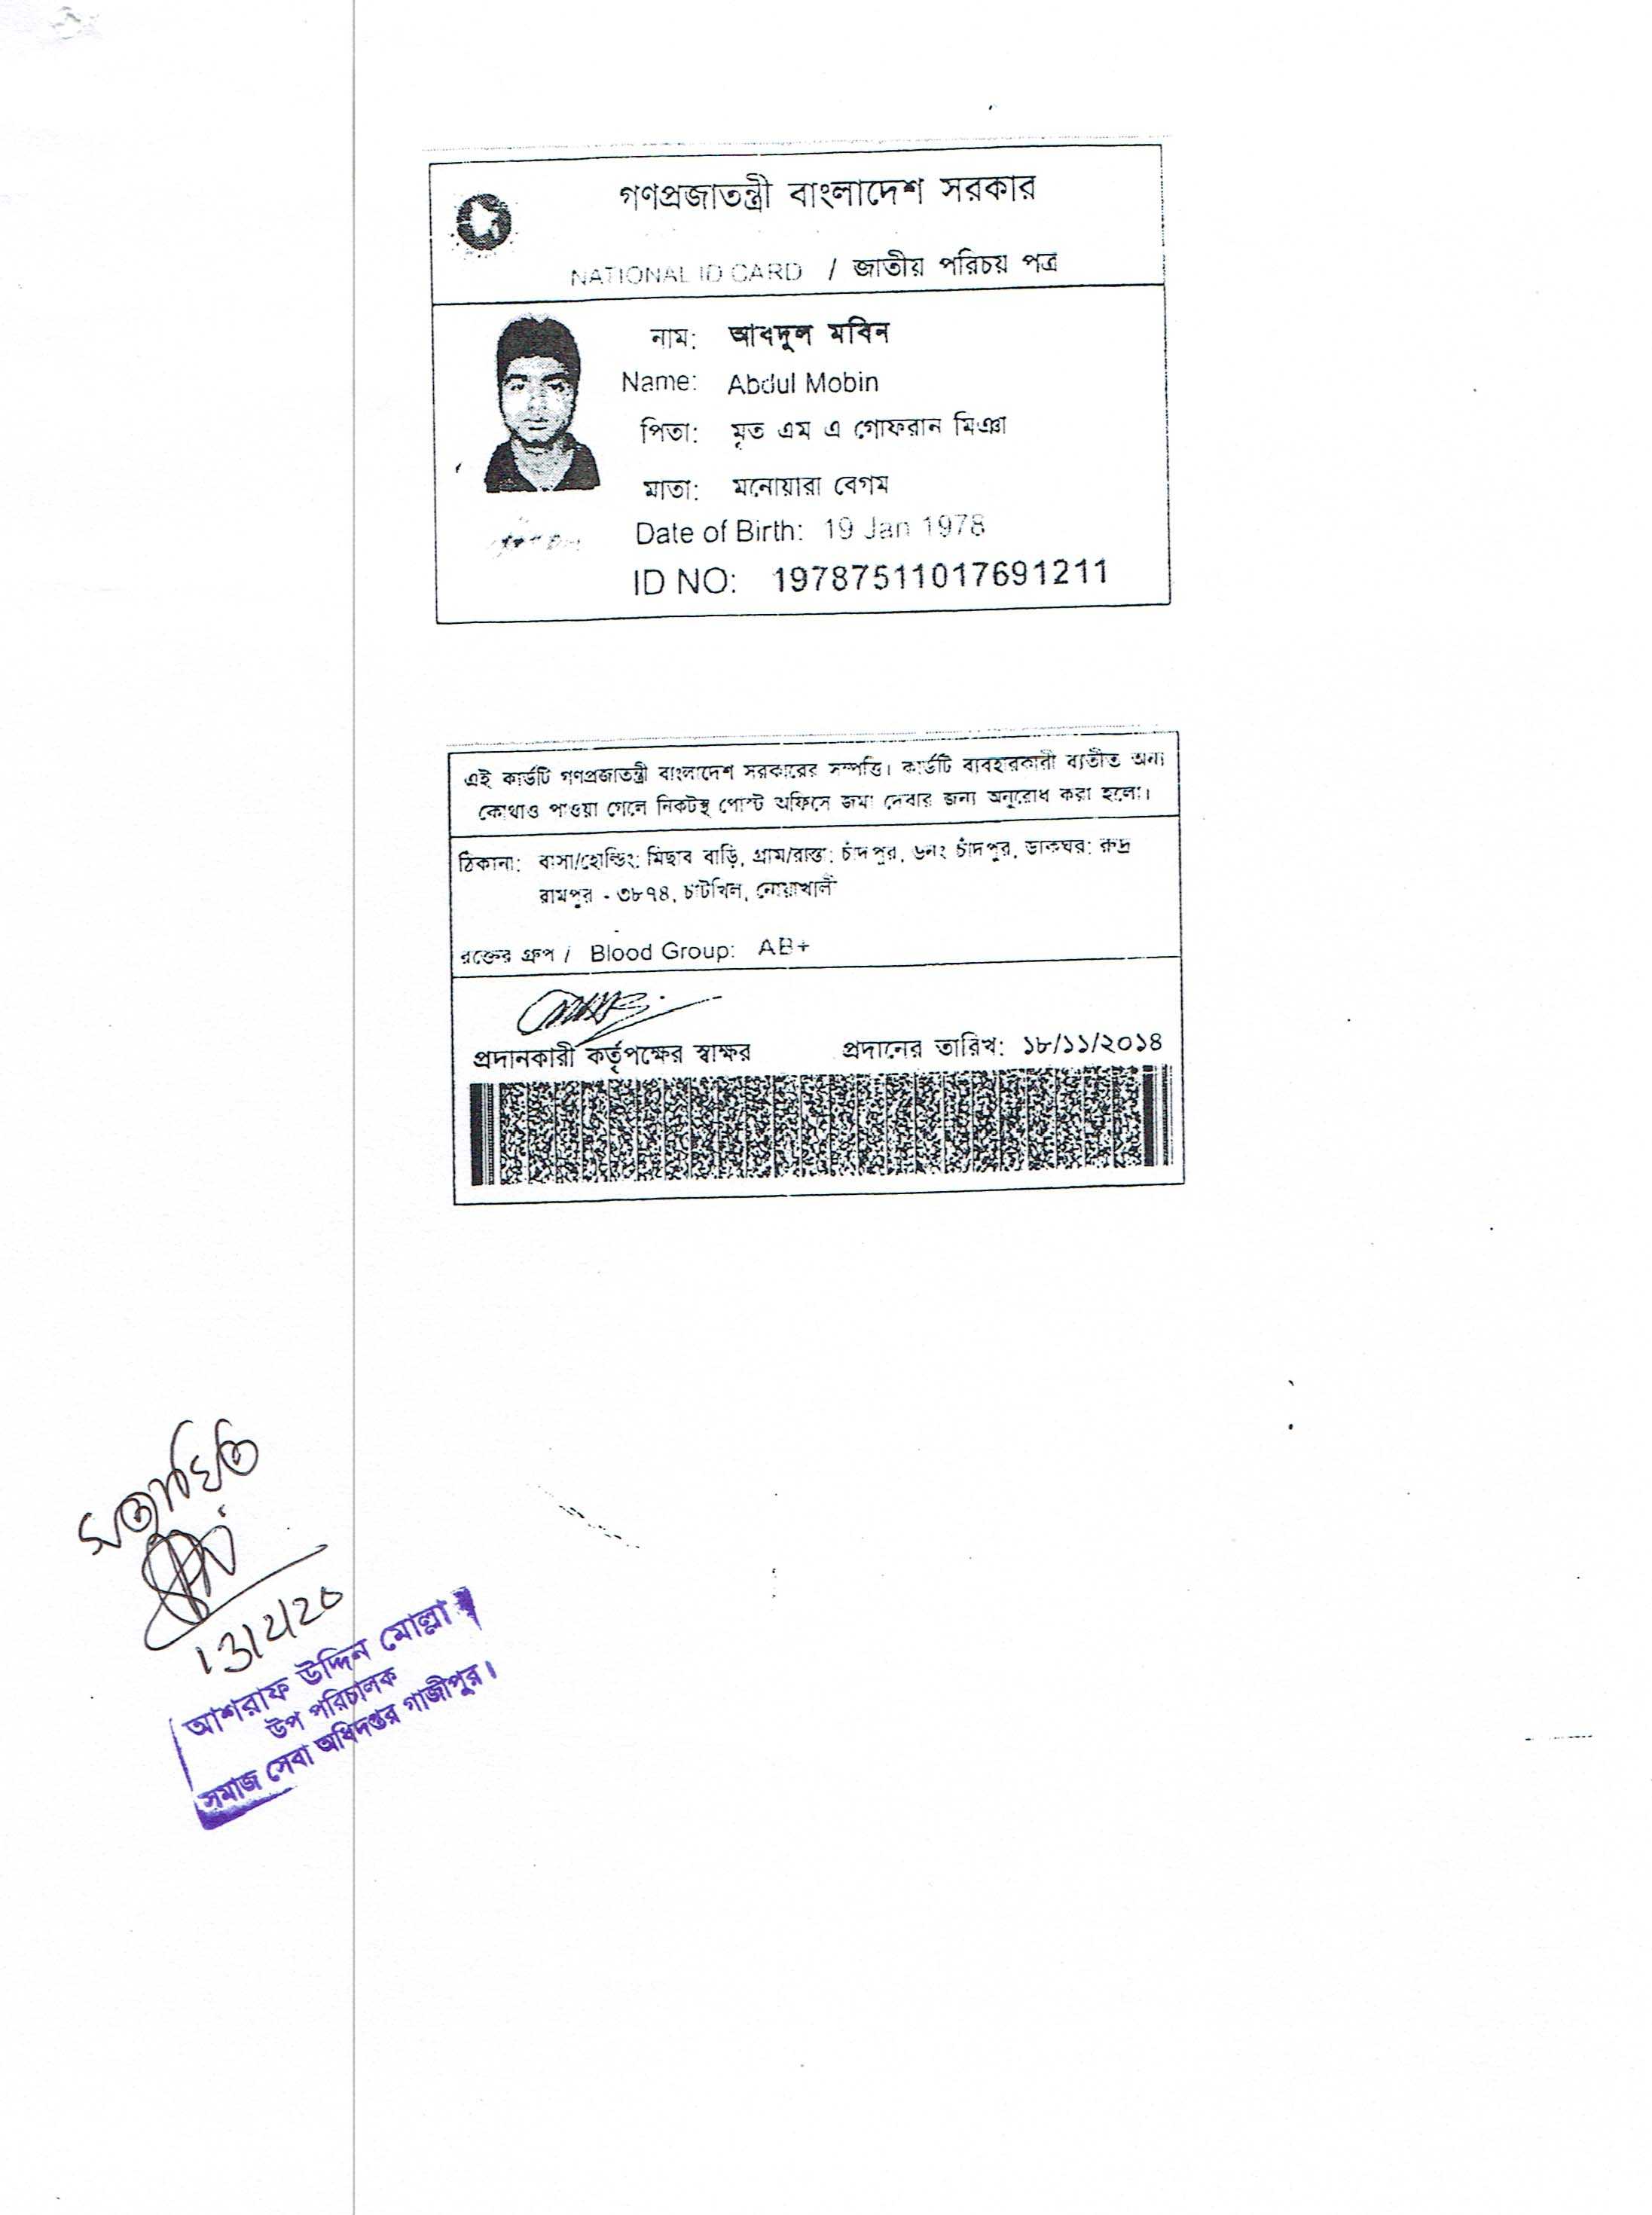 গণপ্রজাতন্ত্রী বাংলাদেশ সরকার
NATIONAL ID CARD / জাতীয় পরিচয় পত্র
নাম: আবদুল মবিন
Name: Abdul Mobin
পিতা: মৃত এম এ গোফরান মিঞা
মাতা: মনোয়ারা বেগম
Date of Birth: 19 Jan 1978
ID NO: 19787511017691211
এই কার্ডটি গণপ্রজাতন্ত্রী বাংলাদেশ সরকারের সম্পত্তি। কার্ডটি ব্যবহারকারী ব্যতীত অন্য
কোথাও পাওয়া গেলে নিকটস্থ পোস্ট অফিসে জমা দেবার জন্য অনুরোধ করা হলো।
ঠিকানা: বাসা/হোল্ডিং: মিছাব বাড়ি, গ্রাম/রাস্তা: চাঁদপুর, ৬নং চাঁদপুর, ডাকঘর: রুদ্র
রামপুর - ৩৮৭৪, চাটখিল, নোয়াখালী
রক্তের গ্রুপ / Blood Group: AB+
প্রদানকারী কর্তৃপক্ষের স্বাক্ষর প্রদানের তারিখ: ১৮/১১/২০১৪
সত্যায়িত
13/2/20
আশরাফ উদ্দিন মোল্লা
উপ পরিচালক
সমাজ সেবা অধিদপ্তর গাজীপুর।